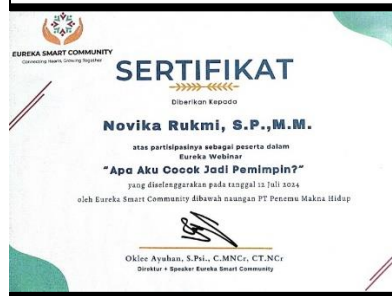 EUREKA SMART COMMUNITY
Connecting Hearts, Growing Together
SERTIFIKAT
Diberikan Kepada
Novika Rukmi, S.P.,M.M.
atas partisipasinya sebagai peserta dalam
Eureka Webinar
"Apa Aku Cocok Jadi Pemimpin?"
yang diselenggarakan pada tanggal 12 Juli 2024
oleh Eureka Smart Community dibawah naungan PT Penemu Makna Hidup
Oklee Ayuhan, S.Psi., C.MNCr, CT.NCr
Direktur + Speaker Eureka Smart Community